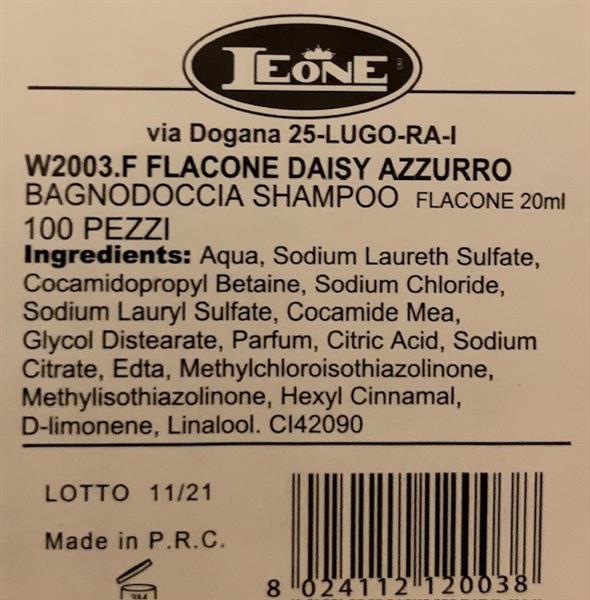 LEONE
via Dogana 25-LUGO-RA-I
W2003.F FLACONE DAISY AZZURRO
BAGNODOCCIA SHAMPOO FLACONE 20ml
100 PEZZI
Ingredients: Aqua, Sodium Laureth Sulfate,
Cocamidopropyl Betaine, Sodium Chloride,
Sodium Lauryl Sulfate, Cocamide Mea,
Glycol Distearate, Parfum, Citric Acid, Sodium
Citrate, Edta, Methylchloroisothiazolinone,
Methylisothiazolinone, Hexyl Cinnamal,
D-limonene, Linalool. CI42090
LOTTO 11/21
Made in P.R.C.
8 024112 120038